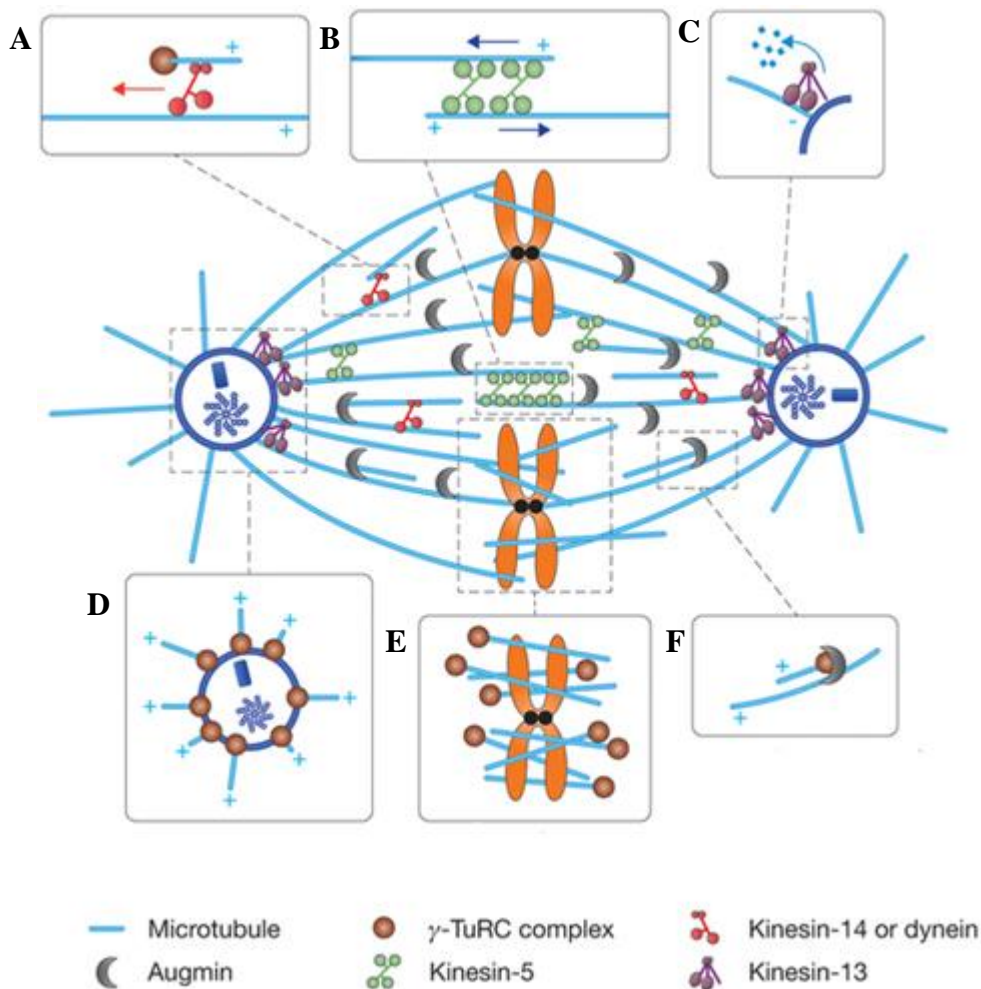 A
B
C
+
+
+
+
-
D
E
F
+
+
+
+
+
+
+
+
+
+
Microtubule
γ-TuRC complex
Kinesin-14 or dynein
Augmin
Kinesin-5
Kinesin-13